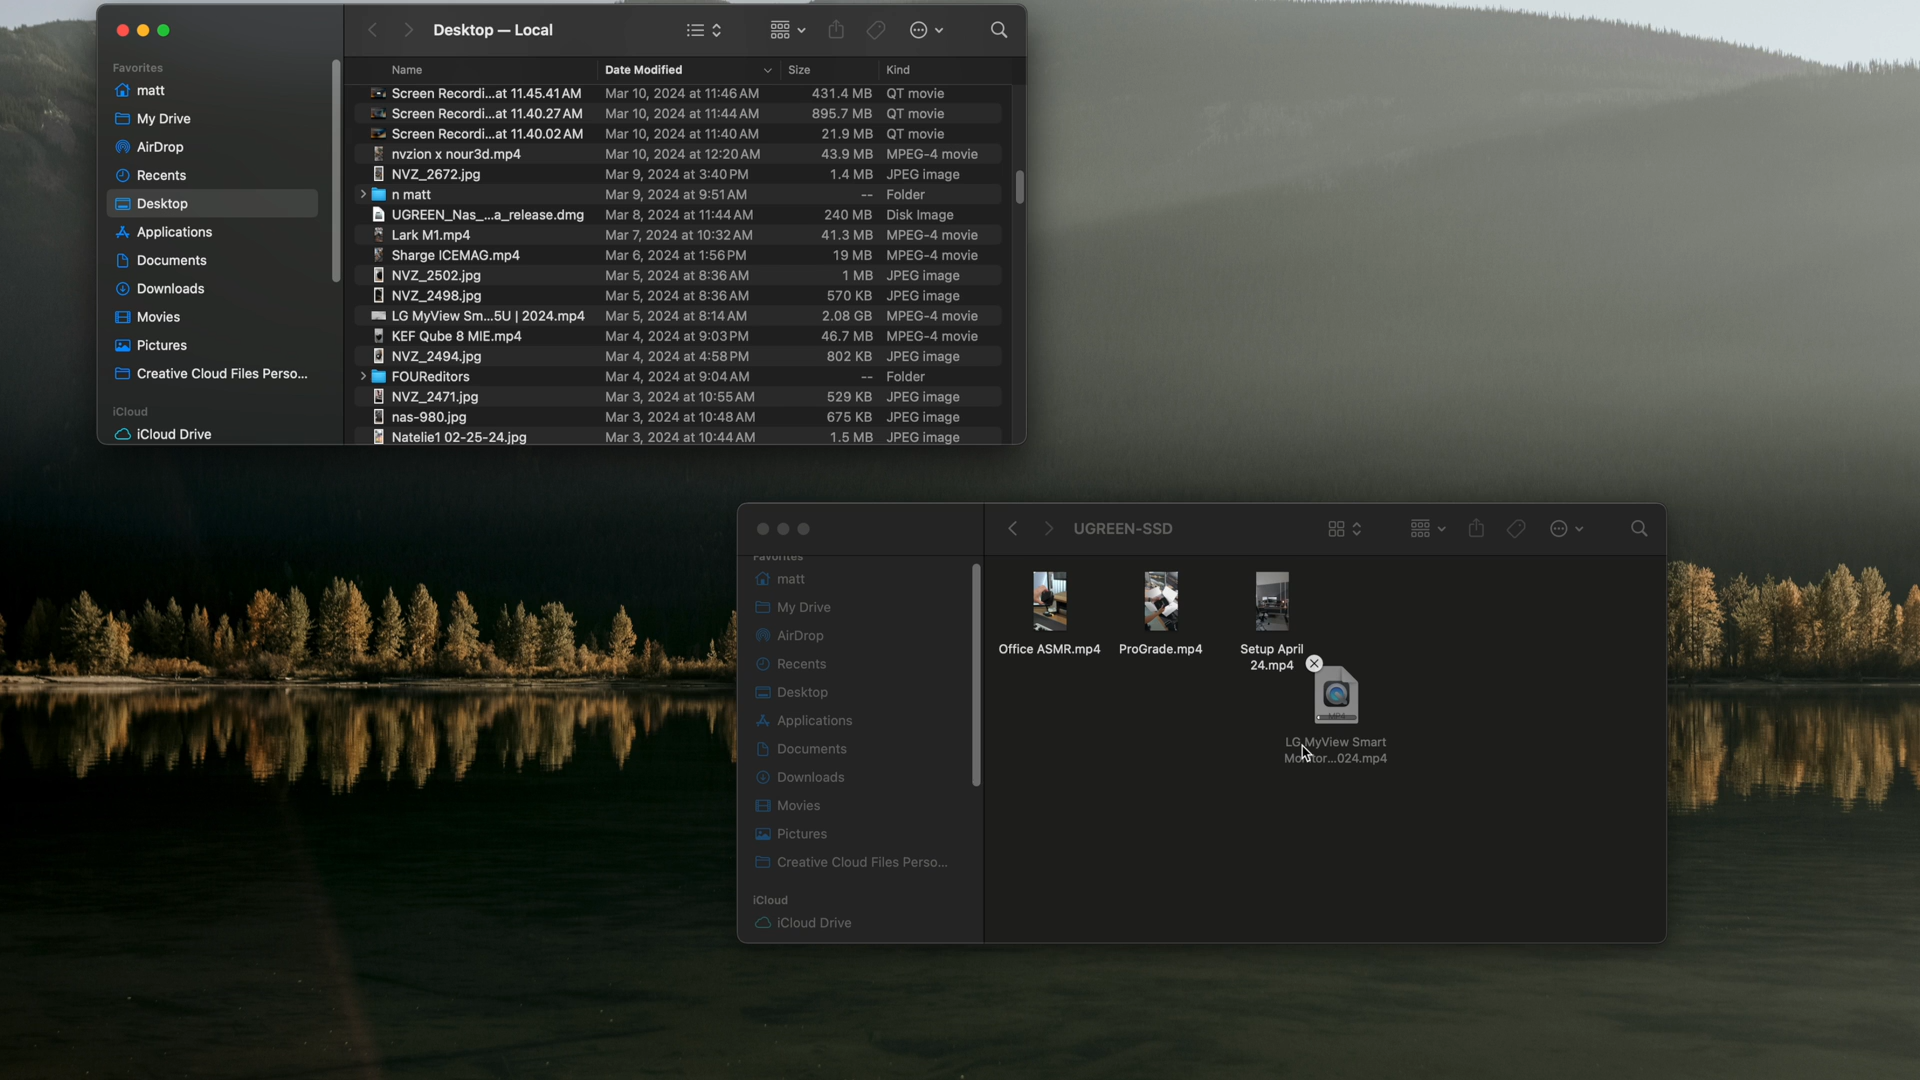 Desktop — Local
Favorites
matt
My Drive
AirDrop
Recents
Desktop
Applications
Documents
Downloads
Movies
Pictures
Creative Cloud Files Perso...
iCloud
iCloud Drive
Name Date Modified Size Kind
Screen Recordi...at 11.45.41 AM Mar 10, 2024 at 11:46 AM 431.4 MB QT movie
Screen Recordi...at 11.40.27 AM Mar 10, 2024 at 11:44 AM 895.7 MB QT movie
Screen Recordi...at 11.40.02 AM Mar 10, 2024 at 11:40 AM 21.9 MB QT movie
nvzion x nour3d.mp4 Mar 10, 2024 at 12:20 AM 43.9 MB MPEG-4 movie
NVZ_2672.jpg Mar 9, 2024 at 3:40 PM 1.4 MB JPEG image
n matt Mar 9, 2024 at 9:51 AM -- Folder
UGREEN_Nas_...a_release.dmg Mar 8, 2024 at 11:44 AM 240 MB Disk Image
Lark M1.mp4 Mar 7, 2024 at 10:32 AM 41.3 MB MPEG-4 movie
Sharge ICEMAG.mp4 Mar 6, 2024 at 1:56 PM 19 MB MPEG-4 movie
NVZ_2502.jpg Mar 5, 2024 at 8:36 AM 1 MB JPEG image
NVZ_2498.jpg Mar 5, 2024 at 8:36 AM 570 KB JPEG image
LG MyView Sm...5U | 2024.mp4 Mar 5, 2024 at 8:14 AM 2.08 GB MPEG-4 movie
KEF Qube 8 MIE.mp4 Mar 4, 2024 at 9:03 PM 46.7 MB MPEG-4 movie
NVZ_2494.jpg Mar 4, 2024 at 4:58 PM 802 KB JPEG image
FOUReditors Mar 4, 2024 at 9:04 AM -- Folder
NVZ_2471.jpg Mar 3, 2024 at 10:55 AM 529 KB JPEG image
nas-980.jpg Mar 3, 2024 at 10:48 AM 675 KB JPEG image
Natelie1 02-25-24.jpg Mar 3, 2024 at 10:44 AM 1.5 MB JPEG image
UGREEN-SSD
Favorites
matt
My Drive
AirDrop
Recents
Desktop
Applications
Documents
Downloads
Movies
Pictures
Creative Cloud Files Perso...
iCloud
iCloud Drive
Office ASMR.mp4
ProGrade.mp4
Setup April
24.mp4
MP4
LG MyView Smart
Monitor...024.mp4